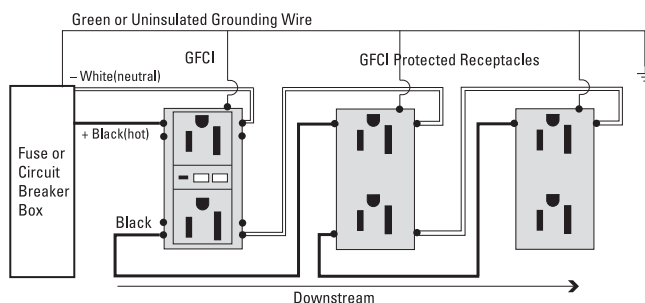 Green or Uninsulated Grounding Wire
GFCI
GFCI Protected Receptacles
– White(neutral)
+ Black(hot)
Fuse or
Circuit
Breaker
Box
Black
Downstream